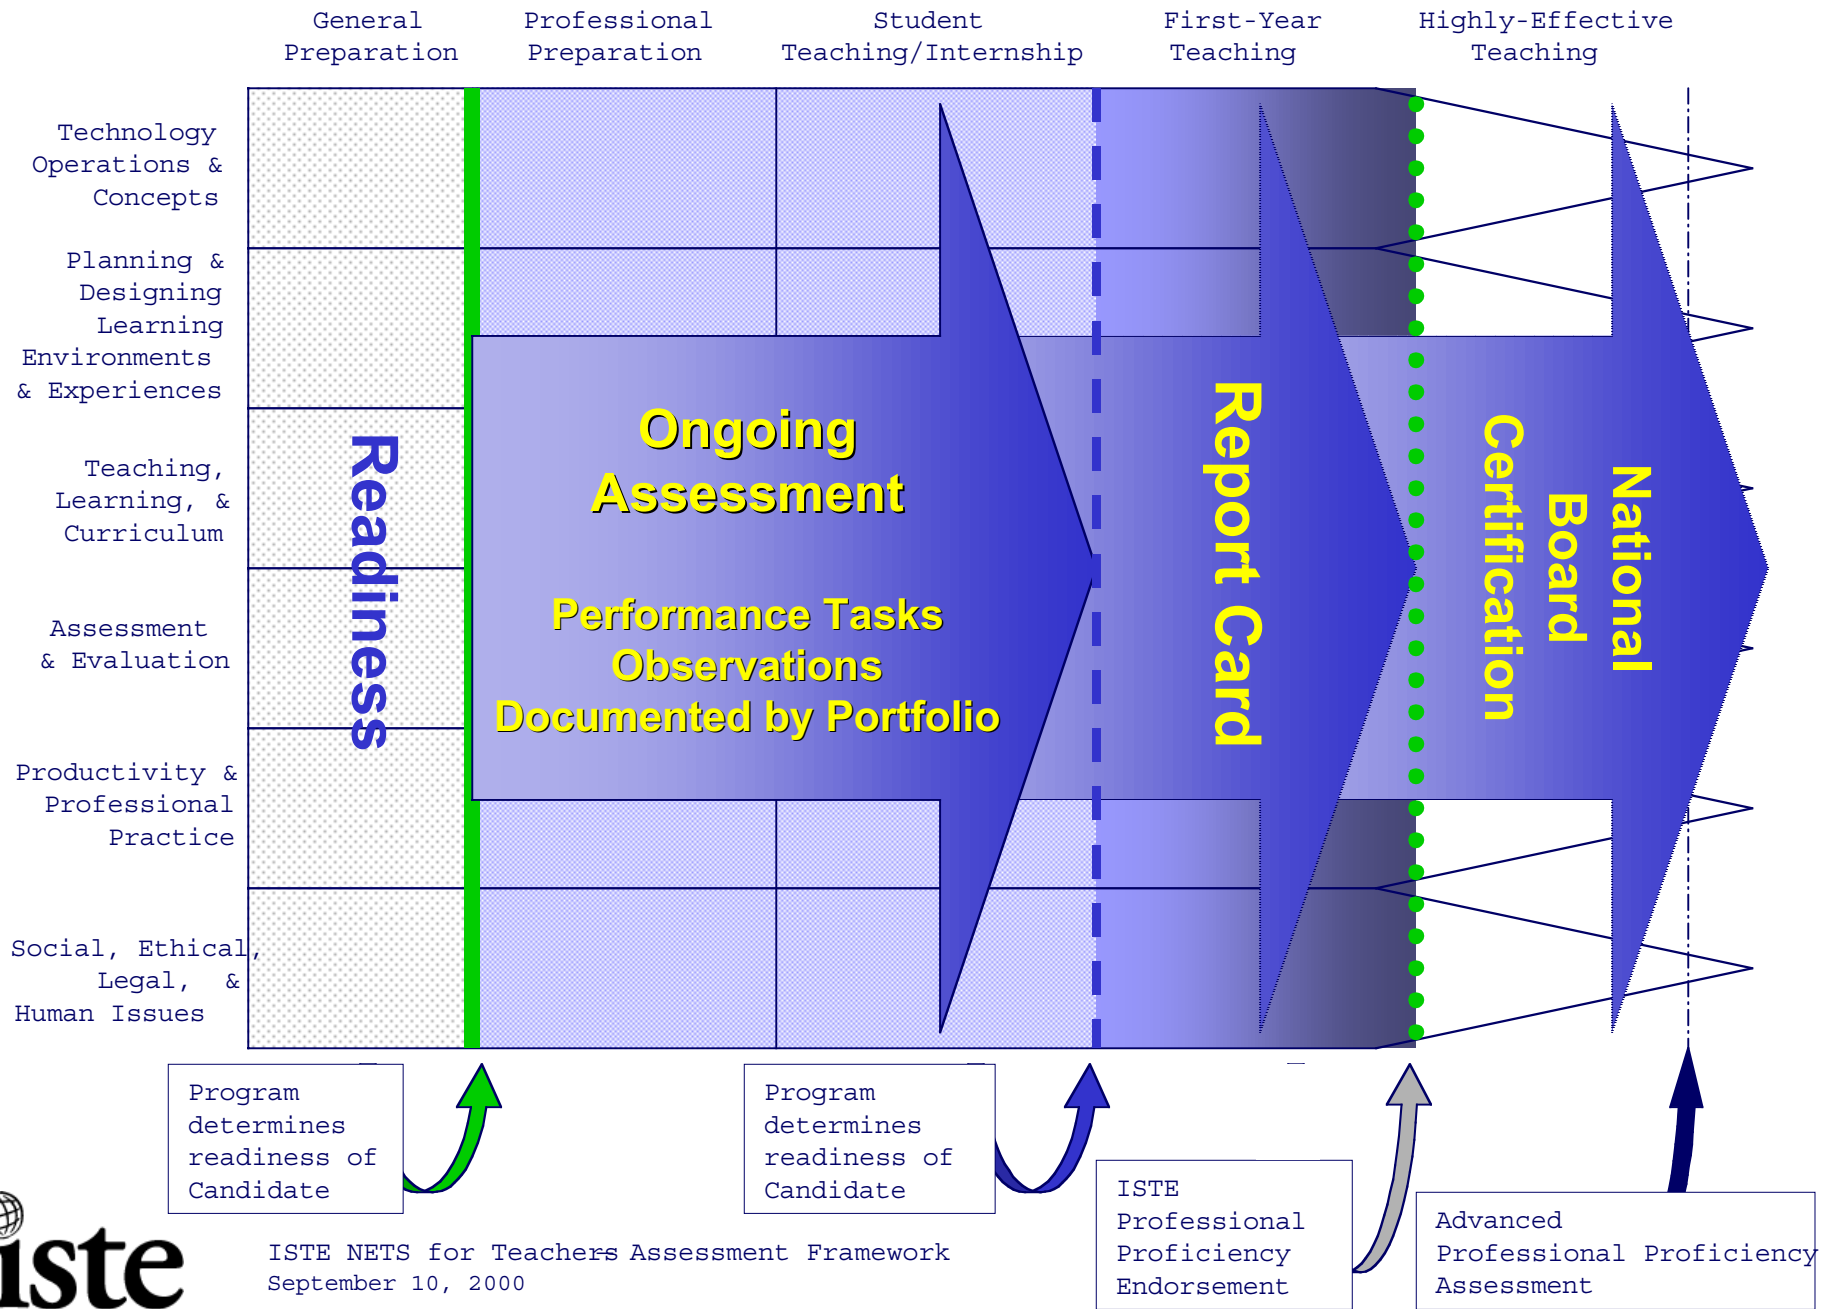 General
Preparation
Professional
Preparation
Student
Teaching/Internship
First-Year
Teaching
Highly-Effective
Teaching
Technology
Operations &
Concepts
Planning &
Designing
Learning
Environments
& Experiences
Teaching,
Learning, &
Curriculum
Assessment
& Evaluation
Productivity &
Professional
Practice
Social, Ethical,
Legal, &
Human Issues
Readiness
Ongoing
Assessment
Performance Tasks
Observations
Documented by Portfolio
Report Card
National
Board
Certification
Program
determines
readiness of
Candidate
Program
determines
readiness of
Candidate
ISTE
Professional
Proficiency
Endorsement
Advanced
Professional Proficiency
Assessment
iste
ISTE NETS for Teachers – Assessment Framework
September 10, 2000